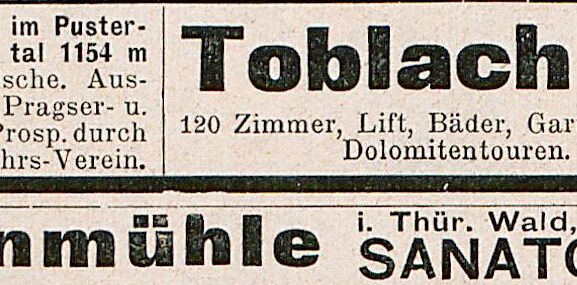 im Puster-
tal 1154 m
sche. Aus-
Pragser- u.
Prosp. durch
hrs-Verein.
Toblach
120 Zimmer, Lift, Bäder, Gar
Dolomitentouren.
nmühle
i. Thür. Wald,
SANATO